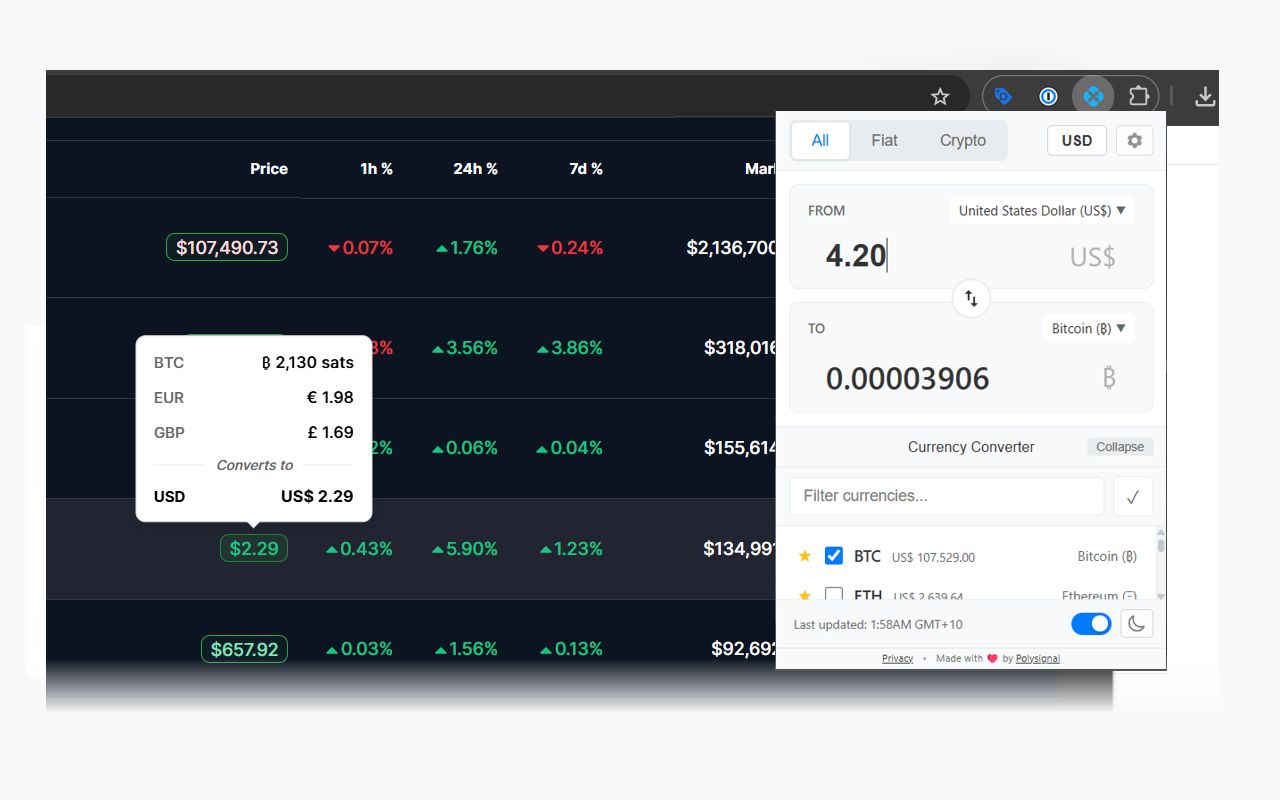 Price 1h % 24h % 7d % Mar
$107,490.73 0.07% 1.76% 0.24% $2,136,700
3% 3.56% 3.86% $318,016
2% 0.06% 0.04% $155,614
$2.29 0.43% 5.90% 1.23% $134,991
$657.92 0.03% 1.56% 0.13% $92,692
BTC ₿ 2,130 sats
EUR € 1.98
GBP £ 1.69
Converts to
USD US$ 2.29
All Fiat Crypto USD
FROM United States Dollar (US$) ▼
4.20 US$
TO Bitcoin (₿) ▼
0.00003906 ₿
Currency Converter Collapse
Filter currencies... ✓
★ BTC US$ 107,529.00 Bitcoin (₿)
★ ETH US$ 2,639.64 Ethereum (Ξ)
Last updated: 1:58AM GMT+10
Privacy • Made with ❤ by Polysignal